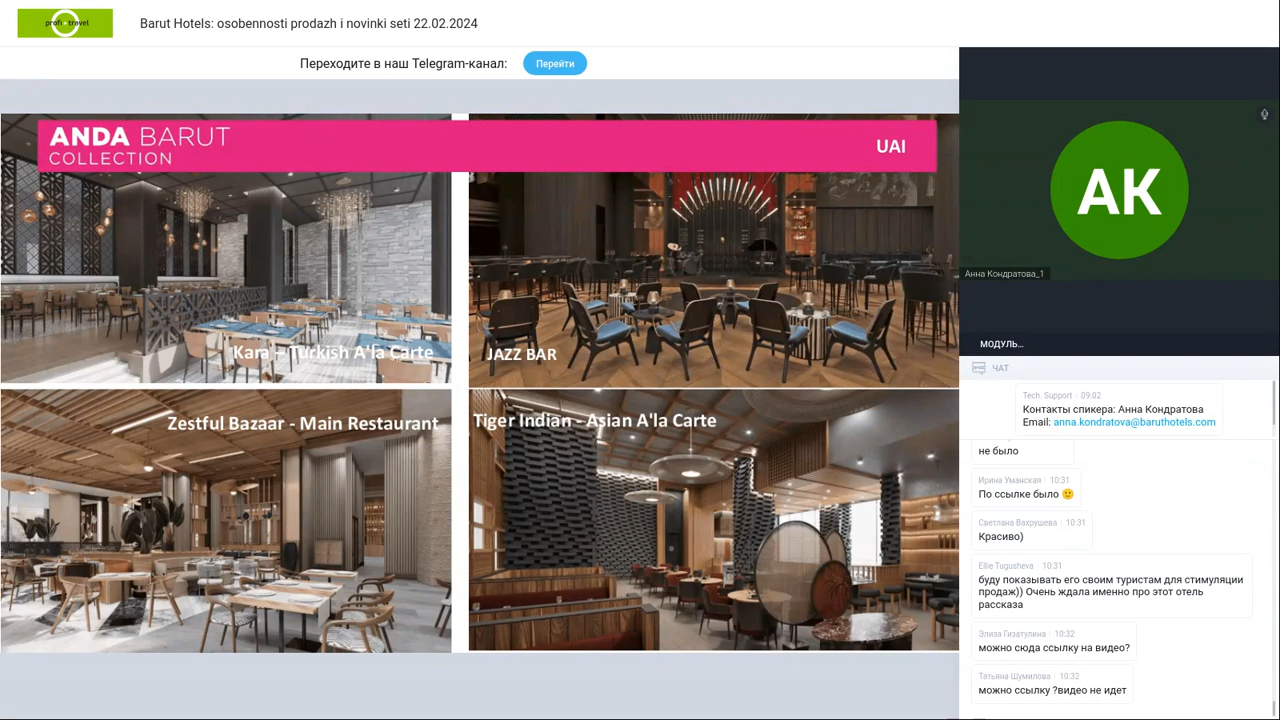 profi travel
Barut Hotels: osobennosti prodazh i novinki seti 22.02.2024
Переходите в наш Telegram-канал:
Перейти
ANDA BARUT
COLLECTION
UAI
Kara – Turkish A'la Carte
JAZZ BAR
Zestful Bazaar - Main Restaurant
Tiger Indian - Asian A'la Carte
АК
Анна Кондратова_1
МОДУЛЬ...
ЧАТ
Tech. Support 09:02
Контакты спикера: Анна Кондратова
Email: anna.kondratova@baruthotels.com
не было
Ирина Уманская 10:31
По ссылке было 🙂
Светлана Вахрушева 10:31
Красиво)
Ellie Tugusheva 10:31
буду показывать его своим туристам для стимуляции
продаж)) Очень ждала именно про этот отель
рассказа
Элиза Гизатулина 10:32
можно сюда ссылку на видео?
Татьяна Шумилова 10:32
можно ссылку ?видео не идет